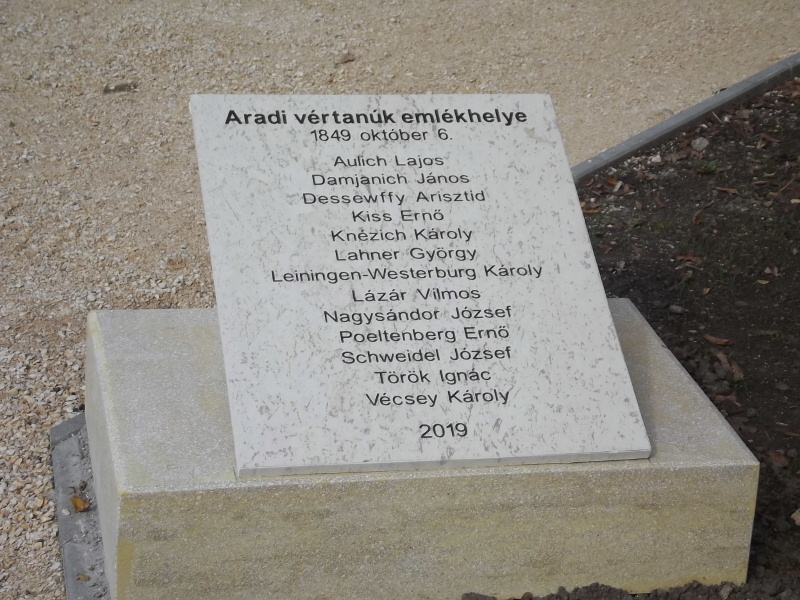 Aradi vértanúk emlékhelye
1849 október 6.
Aulich Lajos
Damjanich János
Dessewffy Arisztid
Kiss Ernő
Knézich Károly
Lahner György
Leiningen-Westerburg Károly
Lázár Vilmos
Nagysándor József
Poeltenberg Ernő
Schweidel József
Török Ignác
Vécsey Károly
2019